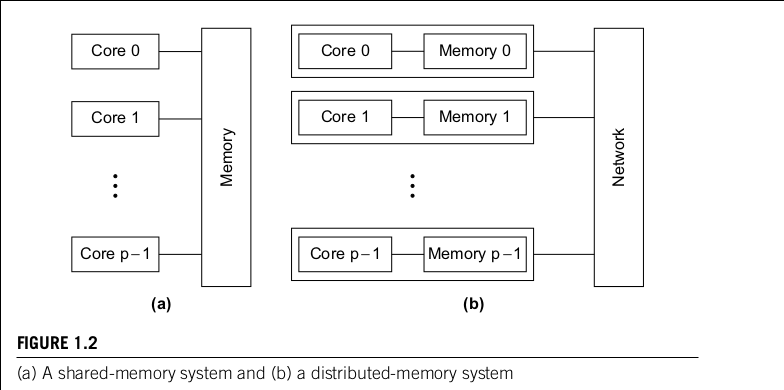 Core 0
Core 1
⋮
Core p−1
Memory
(a)
Core 0 Memory 0
Core 1 Memory 1
⋮
Core p−1 Memory p−1
Network
(b)
FIGURE 1.2
(a) A shared-memory system and (b) a distributed-memory system